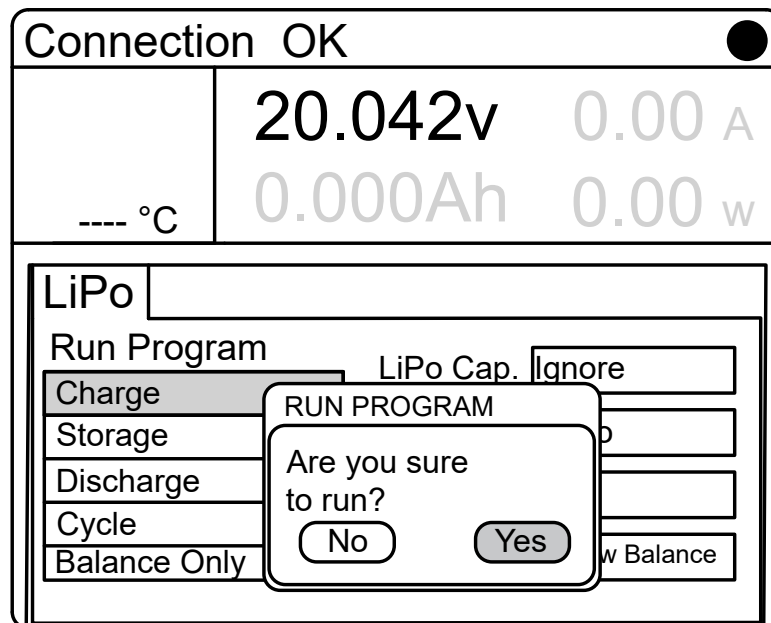 Connection OK
20.042v 0.00 A
---- °C 0.000Ah 0.00 w
LiPo
Run Program
LiPo Cap. Ignore
Charge
RUN PROGRAM
Storage
Are you sure
Discharge
to run?
Cycle
No Yes
Balance Only
Balance